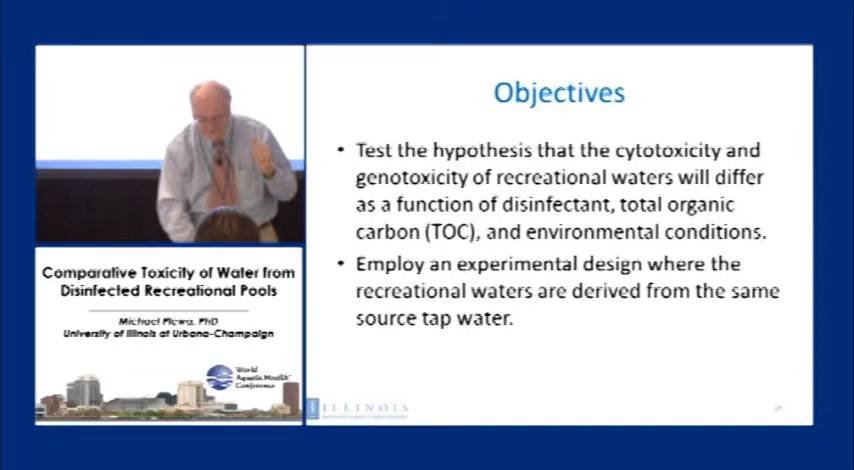 Objectives
• Test the hypothesis that the cytotoxicity and
genotoxicity of recreational waters will differ
as a function of disinfectant, total organic
carbon (TOC), and environmental conditions.
• Employ an experimental design where the
recreational waters are derived from the same
source tap water.
Comparative Toxicity of Water from
Disinfected Recreational Pools
Michael Plewa, PhD
University of Illinois at Urbana-Champaign
World
Aquatic Health
Conference
ILLINOIS